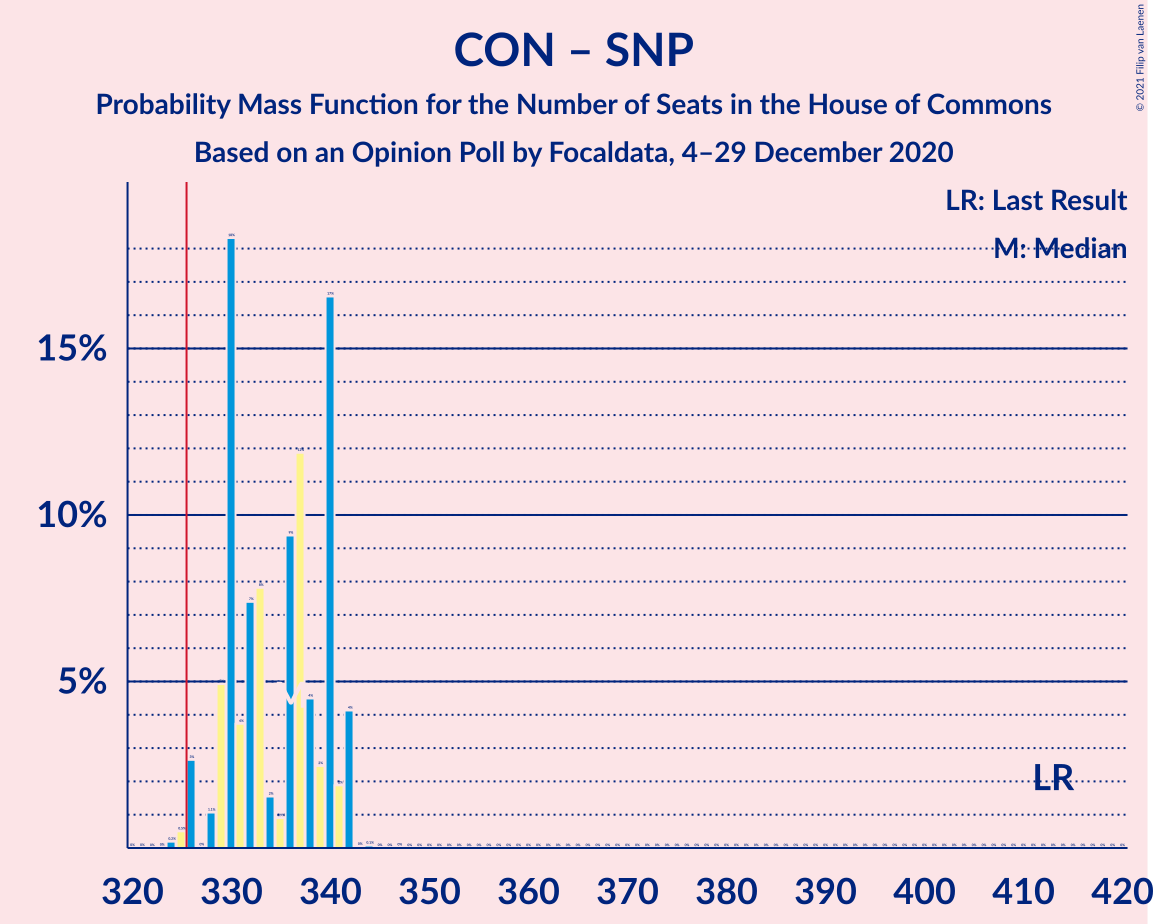 CON – SNP
Probability Mass Function for the Number of Seats in the House of Commons
Based on an Opinion Poll by Focaldata, 4–29 December 2020
© 2021 Filip van Laenen
LR: Last Result
M: Median
15%
10%
5%
LR
320 330 340 350 360 370 380 390 400 410 420